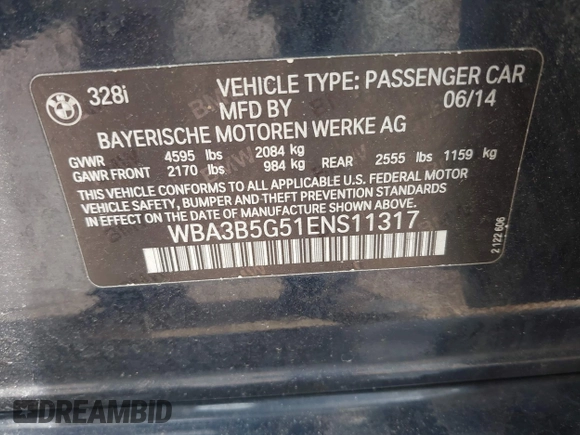 BMW 328i VEHICLE TYPE: PASSENGER CAR
MFD BY 06/14
BAYERISCHE MOTOREN WERKE AG
GVWR 4595 lbs 2084 kg
GAWR FRONT 2170 lbs 984 kg REAR 2555 lbs 1159 kg
THIS VEHICLE CONFORMS TO ALL APPLICABLE U.S. FEDERAL MOTOR
VEHICLE SAFETY, BUMPER AND THEFT PREVENTION STANDARDS
IN EFFECT ON THE DATE OF MANUFACTURE SHOWN ABOVE.
WBA3B5G51ENS11317
2 122 606
DREAMBID